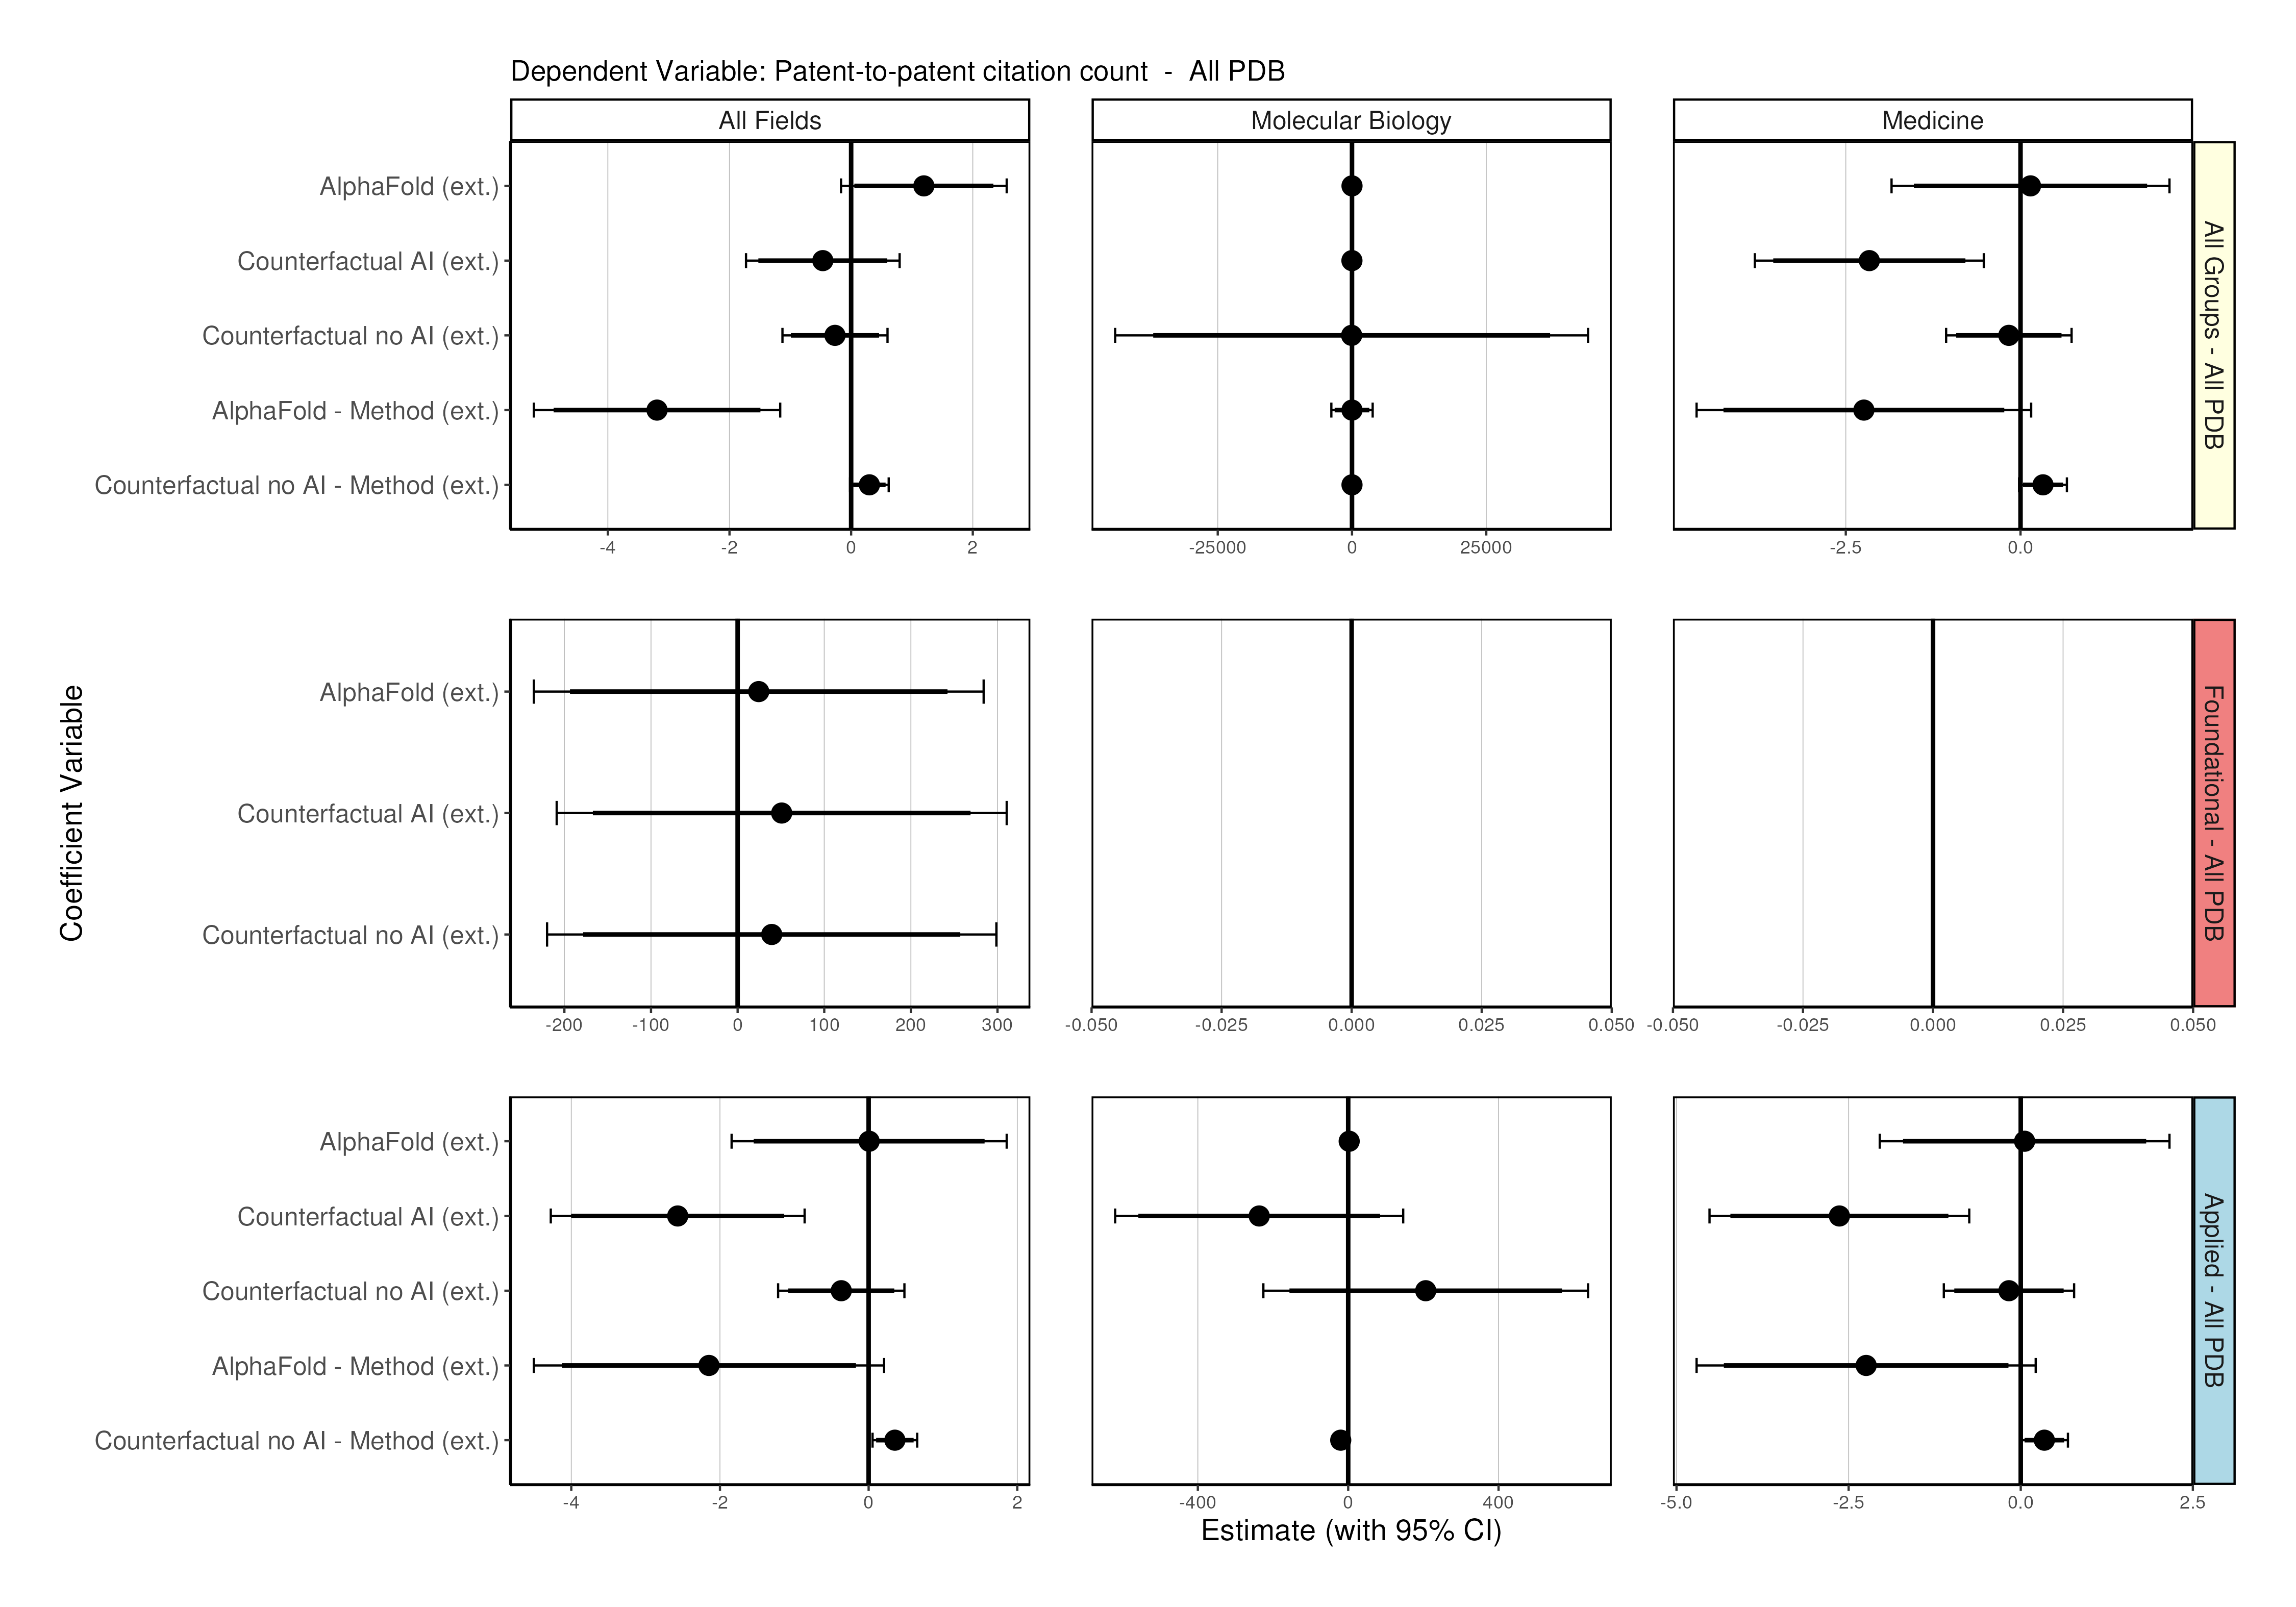 Dependent Variable: Patent-to-patent citation count - All PDB
All Fields
Molecular Biology
Medicine
AlphaFold (ext.)
Counterfactual AI (ext.)
Counterfactual no AI (ext.)
AlphaFold - Method (ext.)
Counterfactual no AI - Method (ext.)
All Groups - All PDB
-4 -2 0 2
-25000 0 25000
-2.5 0.0
Coefficient Variable
AlphaFold (ext.)
Counterfactual AI (ext.)
Counterfactual no AI (ext.)
Foundational - All PDB
-200 -100 0 100 200 300
-0.050 -0.025 0.000 0.025 0.050
-0.050 -0.025 0.000 0.025 0.050
AlphaFold (ext.)
Counterfactual AI (ext.)
Counterfactual no AI (ext.)
AlphaFold - Method (ext.)
Counterfactual no AI - Method (ext.)
Applied - All PDB
-4 -2 0 2
-400 0 400
-5.0 -2.5 0.0 2.5
Estimate (with 95% CI)